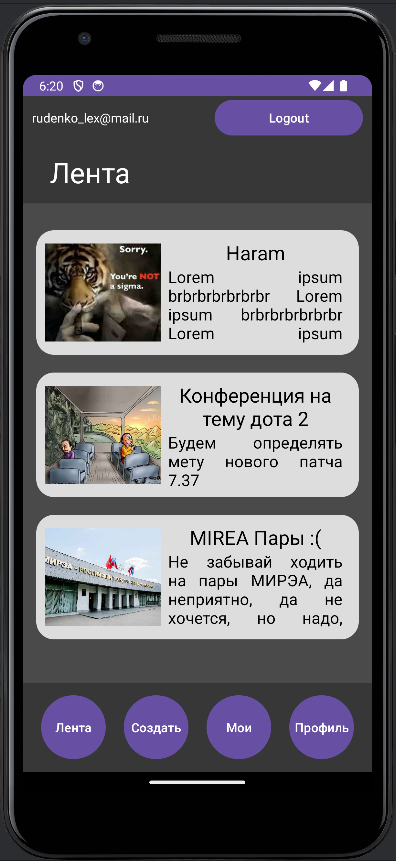 6:20
rudenko_lex@mail.ru
Logout
Лента
Sorry.
You're NOT
a sigma.
Haram
Lorem ipsum
brbrbrbrbrbrbr Lorem
ipsum brbrbrbrbrbrbr
Lorem ipsum
Конференция на
тему дота 2
Будем определять
мету нового патча
7.37
МИРЭА
MIREA Пары :(
Не забывай ходить
на пары МИРЭА, да
неприятно, да не
хочется, но надо,
Лента
Создать
Мои
Профиль